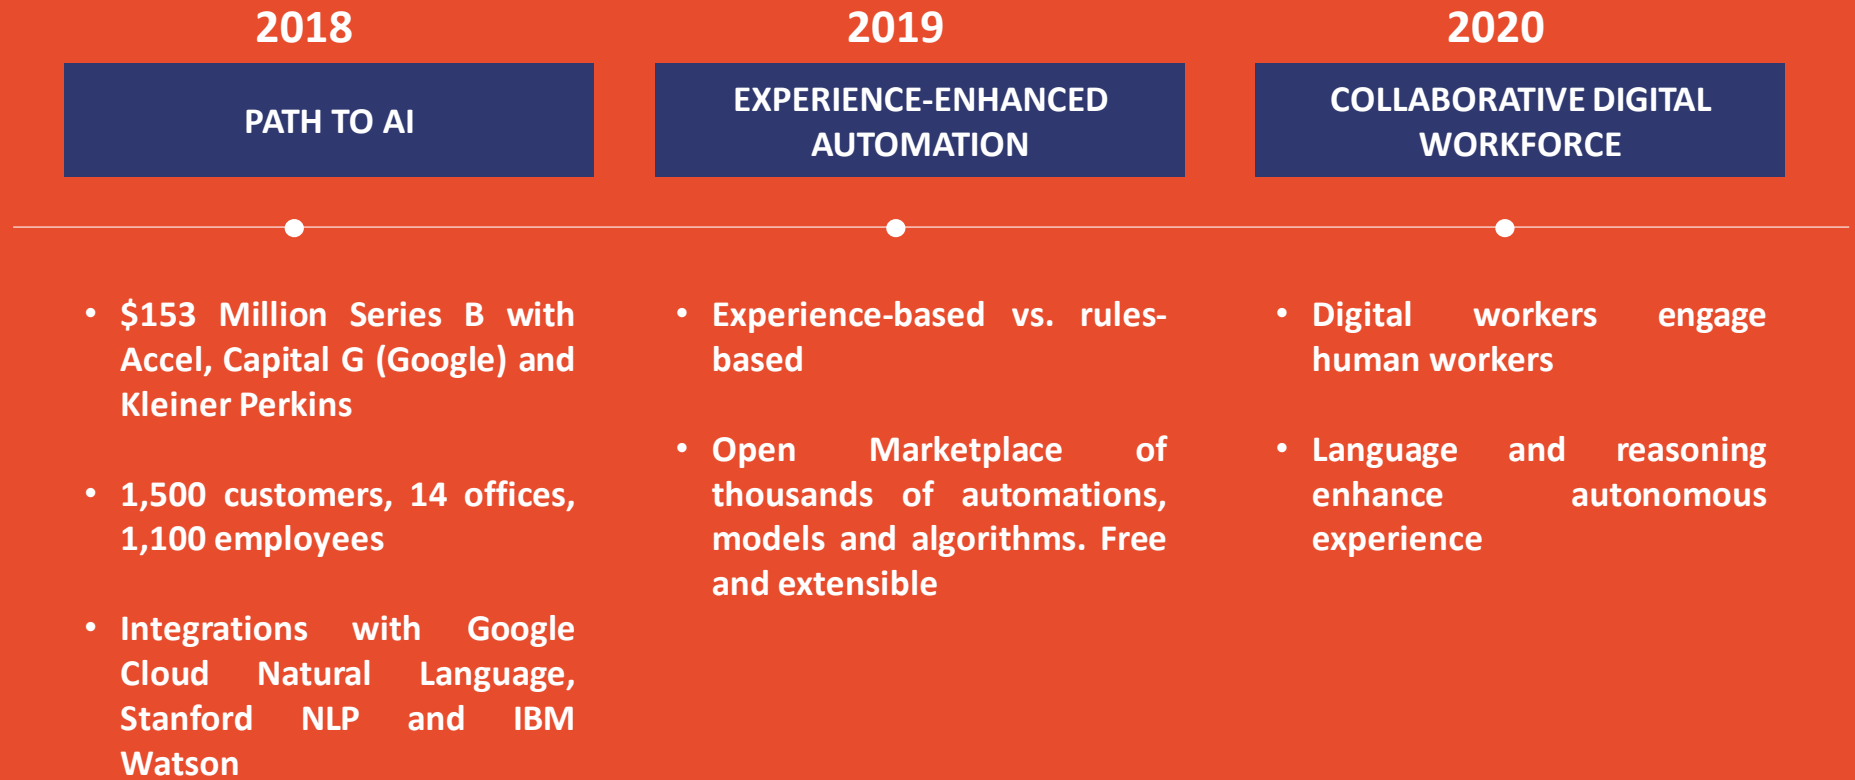 2018
PATH TO AI
• $153 Million Series B with
Accel, Capital G (Google) and
Kleiner Perkins
• 1,500 customers, 14 offices,
1,100 employees
• Integrations with Google
Cloud Natural Language,
Stanford NLP and IBM
Watson
2019
EXPERIENCE-ENHANCED
AUTOMATION
• Experience-based vs. rules-
based
• Open Marketplace of
thousands of automations,
models and algorithms. Free
and extensible
2020
COLLABORATIVE DIGITAL
WORKFORCE
• Digital workers engage
human workers
• Language and reasoning
enhance autonomous
experience